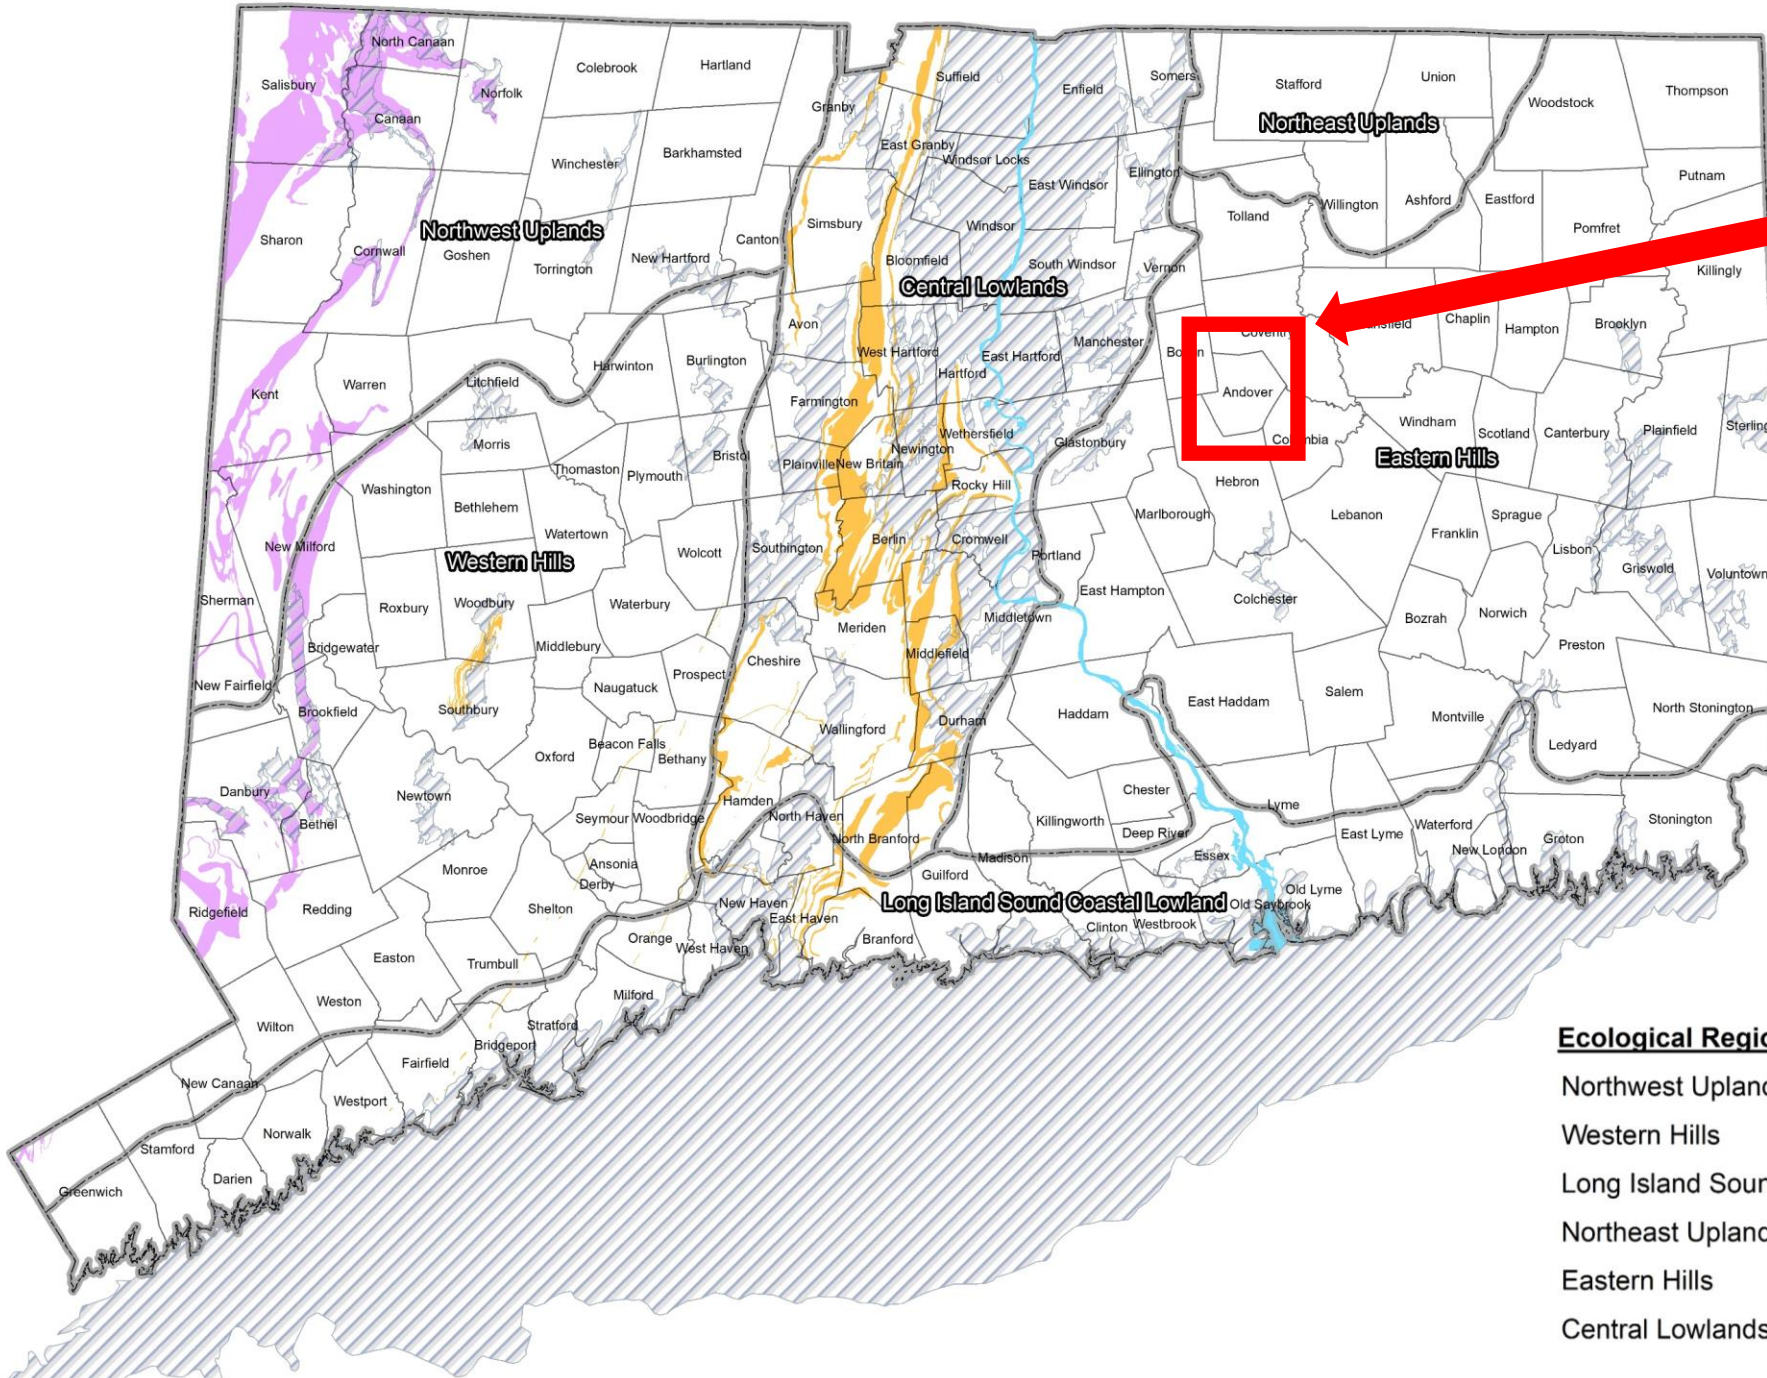 North Canaan
Colebrook
Hartland
Salisbury
Norfolk
Canaan
Granby
Suffield
Enfield
Somers
Stafford
Union
Woodstock
Thompson
Northeast Uplands
Winchester
Barkhamsted
East Granby
Windsor Locks
East Windsor
Ellington
Putnam
Sharon
Cornwall
Northwest Uplands
Goshen
Torrington
New Hartford
Canton
Simsbury
Windsor
Tolland
Willington
Ashford
Eastford
Pomfret
Bloomfield
South Windsor
Vernon
Killingly
Central Lowlands
Avon
West Hartford
East Hartford
Manchester
Coventry
Chaplin
Hampton
Brooklyn
Kent
Warren
Litchfield
Harwinton
Burlington
Farmington
Hartford
Andover
Morris
Bristol
Plainville
New Britain
Newington
Wethersfield
Glastonbury
Columbia
Windham
Scotland
Canterbury
Plainfield
Eastern Hills
Washington
Bethlehem
Thomaston
Plymouth
Rocky Hill
Hebron
Marlborough
Lebanon
Franklin
Sprague
New Milford
Watertown
Wolcott
Southington
Berlin
Cromwell
Portland
Lisbon
Griswold
Voluntown
Western Hills
Sherman
Roxbury
Woodbury
Waterbury
East Hampton
Colchester
Bozrah
Norwich
Bridgewater
Middlebury
Meriden
Middletown
Preston
New Fairfield
Cheshire
Middlefield
Prospect
Naugatuck
Brookfield
Southbury
Wallingford
Durham
Haddam
East Haddam
Salem
Montville
North Stonington
Ledyard
Oxford
Beacon Falls
Bethany
Danbury
Newtown
Bethel
Hamden
North Haven
Chester
Lyme
Seymour
Woodbridge
North Branford
Killingworth
Deep River
East Lyme
Waterford
Stonington
Monroe
Ansonia
Derby
Madison
Essex
New London
Groton
Ridgefield
Redding
Shelton
New Haven
East Haven
Guilford
Long Island Sound Coastal Lowland
Old Lyme
Old Saybrook
Orange
West Haven
Branford
Clinton
Westbrook
Easton
Trumbull
Weston
Milford
Wilton
Stratford
Bridgeport
Fairfield
New Canaan
Westport
Stamford
Norwalk
Darien
Greenwich
Ecological Regio
Northwest Upland
Western Hills
Long Island Soun
Northeast Upland
Eastern Hills
Central Lowlands